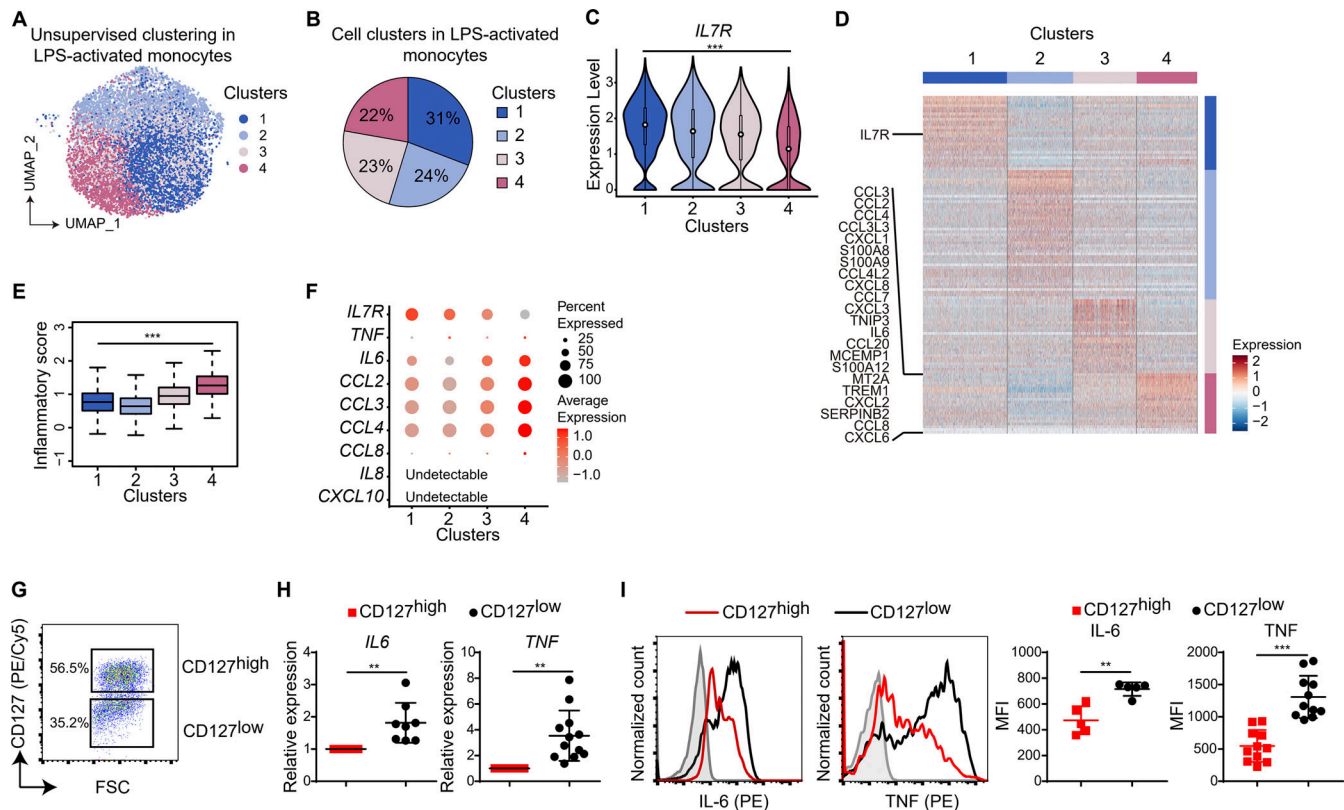 A
Unsupervised clustering in
LPS-activated monocytes
Clusters
1
2
3
4
UMAP_2
UMAP_1
B
Cell clusters in LPS-activated
monocytes
22%
31%
23%
24%
Clusters
1
2
3
4
C
IL7R
***
Expression Level
3
2
1
0
1 2 3 4
Clusters
D
Clusters
1 2 3 4
IL7R
CCL3
CCL2
CCL4
CCL3L3
CXCL1
S100A8
S100A9
CCL4L2
CXCL8
CCL7
CXCL3
TNIP3
IL6
CCL20
MCEMP1
S100A12
MT2A
TREM1
CXCL2
SERPINB2
CCL8
CXCL6
Expression
2
1
0
−1
−2
E
Inflammatory score
3
2
1
0
−1
***
1 2 3 4
Clusters
F
IL7R
TNF
IL6
CCL2
CCL3
CCL4
CCL8
IL8 Undetectable
CXCL10 Undetectable
1 2 3 4
Clusters
Percent
Expressed
25
50
75
100
Average
Expression
1.0
0
−1.0
G
CD127 (PE/Cy5)
56.5%
35.2%
CD127high
CD127low
FSC
H
CD127high CD127low
IL6
Relative expression
4
3
2
1
0
**
TNF
Relative expression
10
8
6
4
2
0
**
I
CD127high CD127low
Normalized count
IL-6 (PE)
Normalized count
TNF (PE)
CD127high CD127low
IL-6
MFI
1000
800
600
400
200
0
**
TNF
MFI
2000
1500
1000
500
0
***